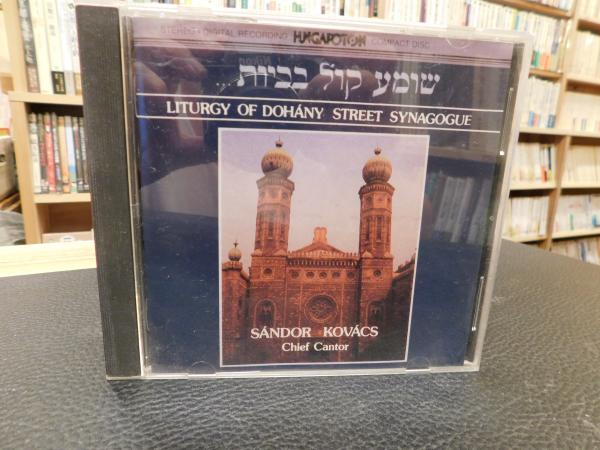 STEREO • DIGITAL RECORDING HUNGAROTON COMPACT DISC
שומע קול בכיות...
LITURGY OF DOHÁNY STREET SYNAGOGUE
SÁNDOR KOVÁCS
Chief Cantor